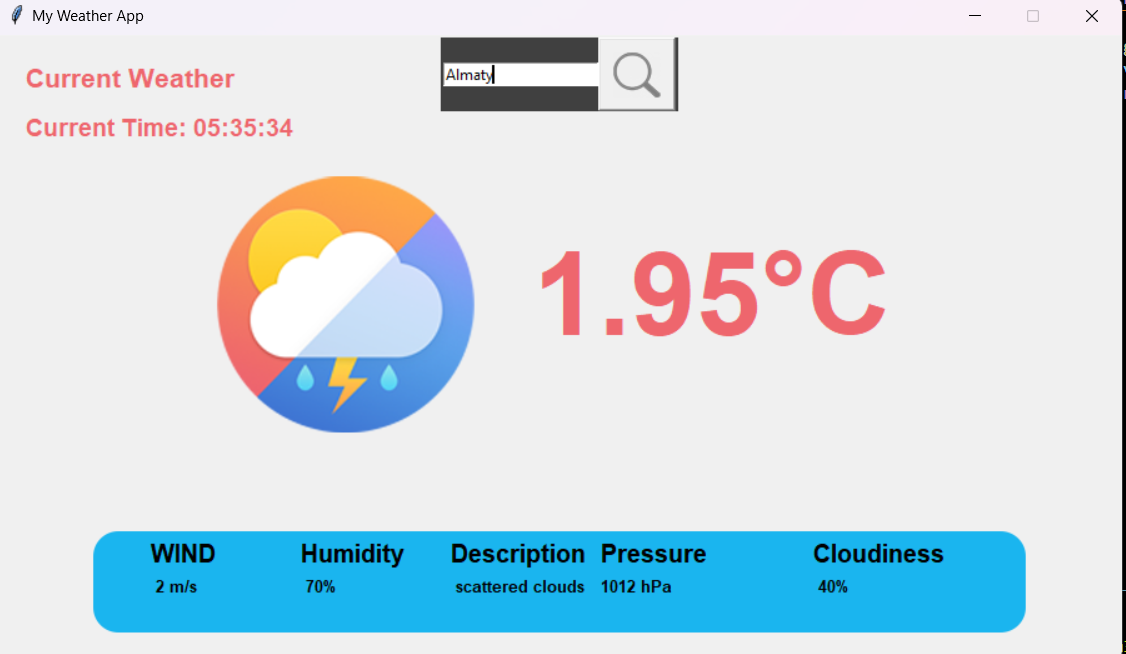 My Weather App
Almaty
Current Weather
Current Time: 05:35:34
1.95°C
WIND Humidity Description Pressure Cloudiness
2 m/s 70% scattered clouds 1012 hPa 40%